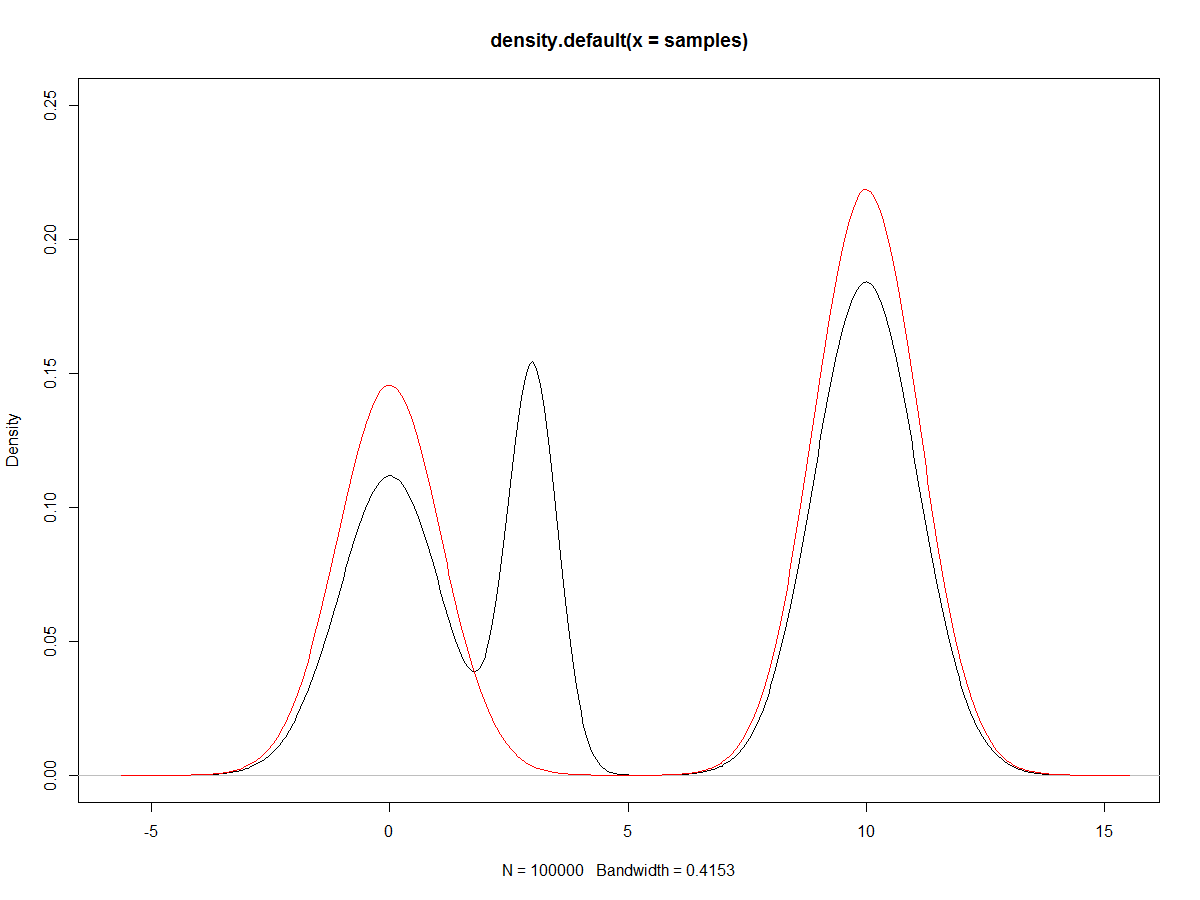 density.default(x = samples)
Density
0.25
0.20
0.15
0.10
0.05
0.00
-5 0 5 10 15
N = 100000 Bandwidth = 0.4153